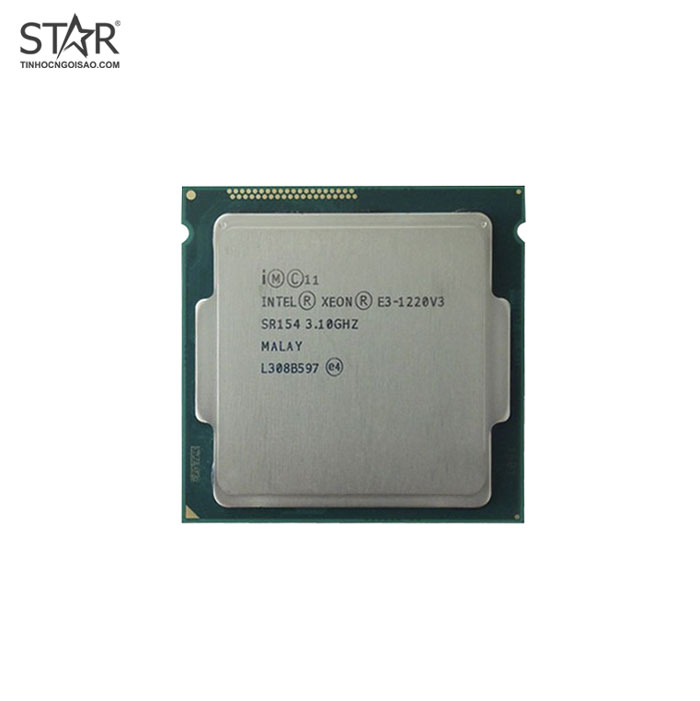 STAR®
TINHOCNGOISAO.COM
i Ⓜ Ⓒ 11
INTEL® XEON® E3-1220V3
SR154 3.10GHZ
MALAY
L308B597 e4